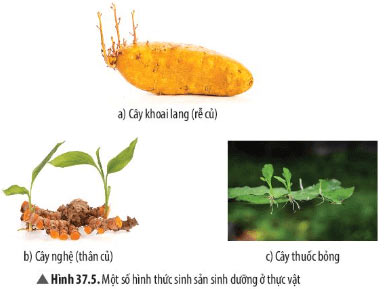 a) Cây khoai lang (rễ củ)
b) Cây nghệ (thân củ)
c) Cây thuốc bỏng
▲ Hình 37.5. Một số hình thức sinh sản sinh dưỡng ở thực vật